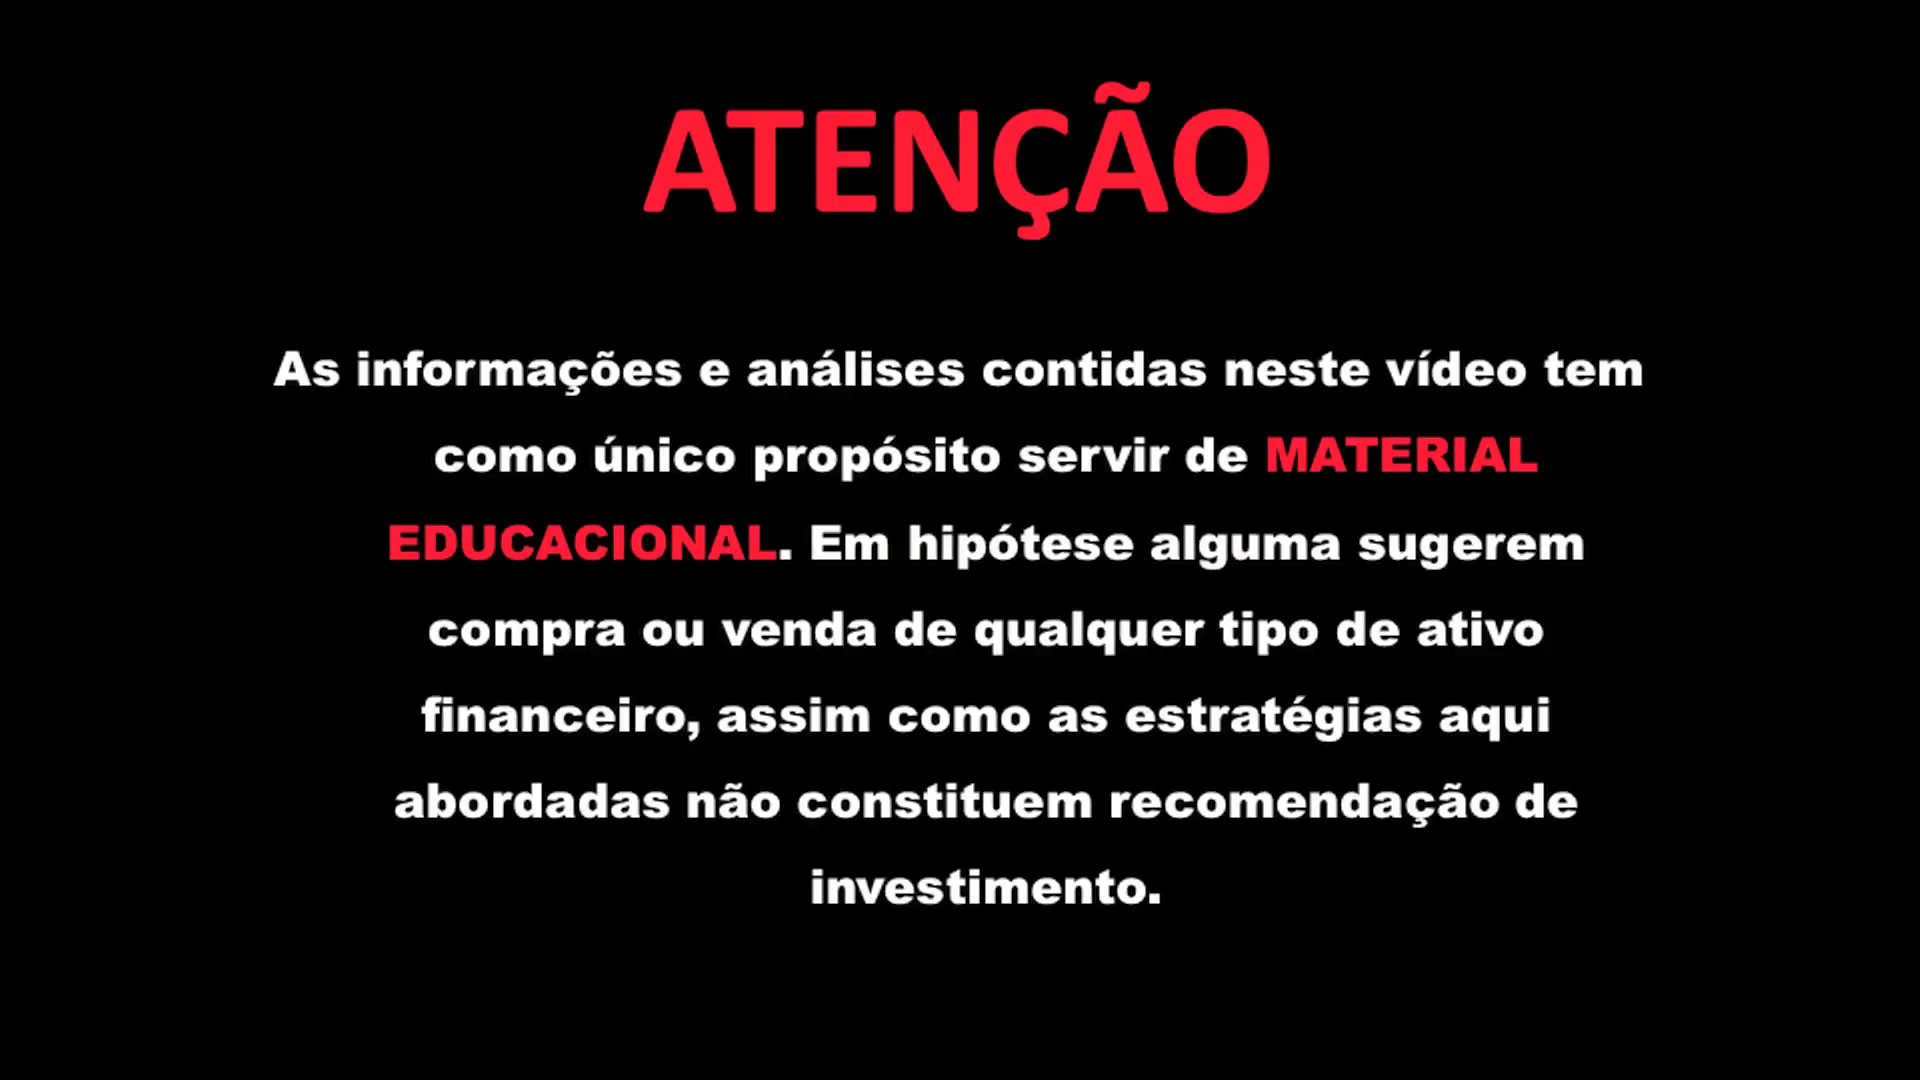 ATENÇÃO
As informações e análises contidas neste vídeo tem
como único propósito servir de MATERIAL
EDUCACIONAL. Em hipótese alguma sugerem
compra ou venda de qualquer tipo de ativo
financeiro, assim como as estratégias aqui
abordadas não constituem recomendação de
investimento.